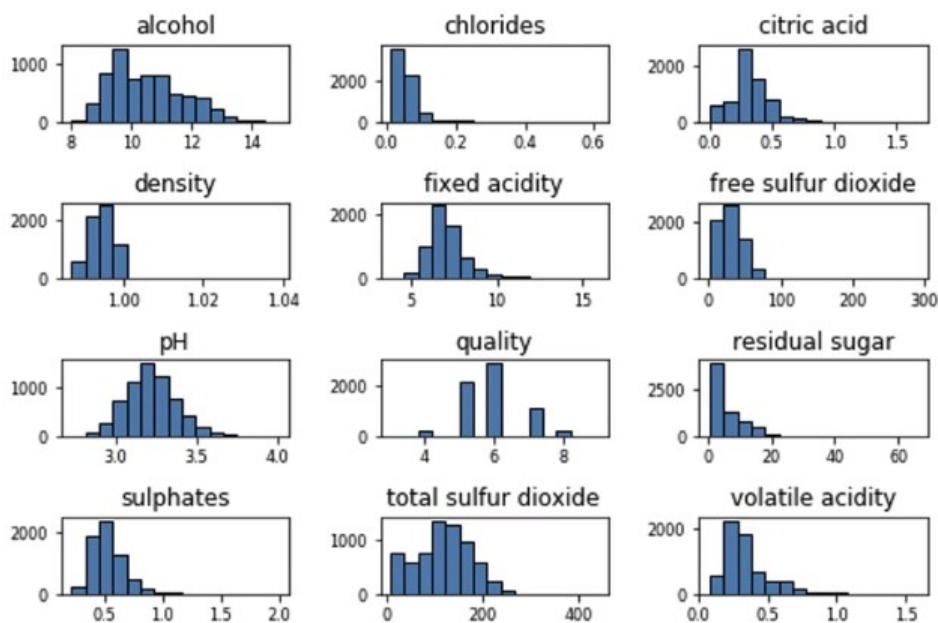 alcohol
1000
0
8 10 12 14
chlorides
2000
0
0.0 0.2 0.4 0.6
citric acid
2000
0
0.0 0.5 1.0 1.5
density
2000
0
1.00 1.02 1.04
fixed acidity
2000
0
5 10 15
free sulfur dioxide
2000
0
0 100 200 300
pH
1000
0
3.0 3.5 4.0
quality
2000
0
4 6 8
residual sugar
2500
0
0 20 40 60
sulphates
2000
0
0.5 1.0 1.5 2.0
total sulfur dioxide
1000
0
0 200 400
volatile acidity
2000
0
0.0 0.5 1.0 1.5